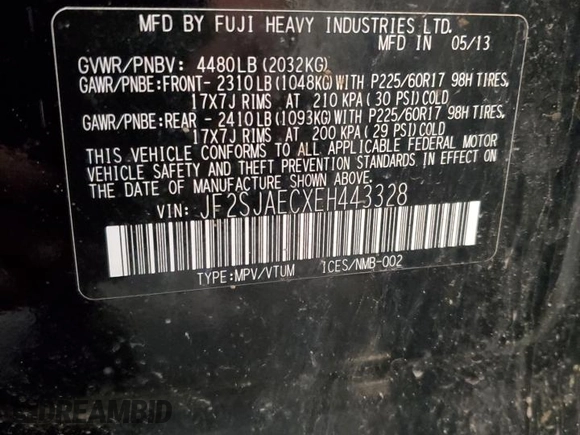 MFD BY FUJI HEAVY INDUSTRIES LTD.
MFD IN 05/13
GVWR/PNBV: 4480LB(2032KG)
GAWR/PNBE:FRONT- 2310LB(1048KG)WITH P225/60R17 98H TIRES,
17X7J RIMS AT 210 KPA(30 PSI)COLD
GAWR/PNBE:REAR - 2410LB(1093KG)WITH P225/60R17 98H TIRES,
17X7J RIMS AT 200 KPA(29 PSI)COLD
THIS VEHICLE CONFORMS TO ALL APPLICABLE FEDERAL MOTOR
VEHICLE SAFETY AND THEFT PREVENTION STANDARDS IN EFFECT
ON THE DATE OF MANUFACTURE SHOWN ABOVE.
VIN: JF2SJAECXEH443328
TYPE:MPV/VTUM ICES/NMB-002
DREAMBID